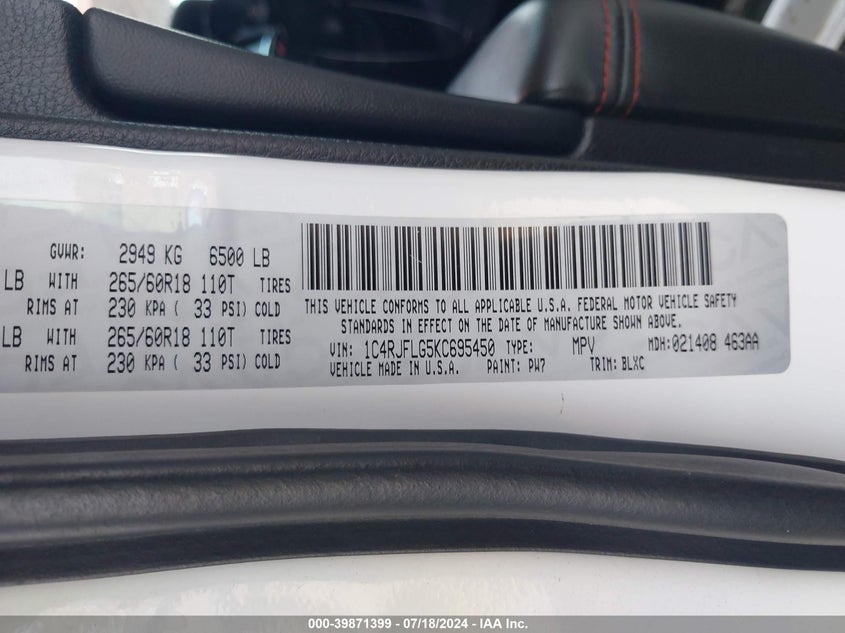 GVWR: 2949 KG 6500 LB
LB WITH 265/60R18 110T TIRES
RIMS AT 230 KPA ( 33 PSI) COLD
LB WITH 265/60R18 110T TIRES
RIMS AT 230 KPA ( 33 PSI) COLD
THIS VEHICLE CONFORMS TO ALL APPLICABLE U.S.A. FEDERAL MOTOR VEHICLE SAFETY
STANDARDS IN EFFECT ON THE DATE OF MANUFACTURE SHOWN ABOVE.
VIN: 1C4RJFLG5KC695450 TYPE: MPV MDH:021408 463AA
VEHICLE MADE IN U.S.A. PAINT: PW7 TRIM: BLXC
000-39871399 - 07/18/2024 - IAA Inc.